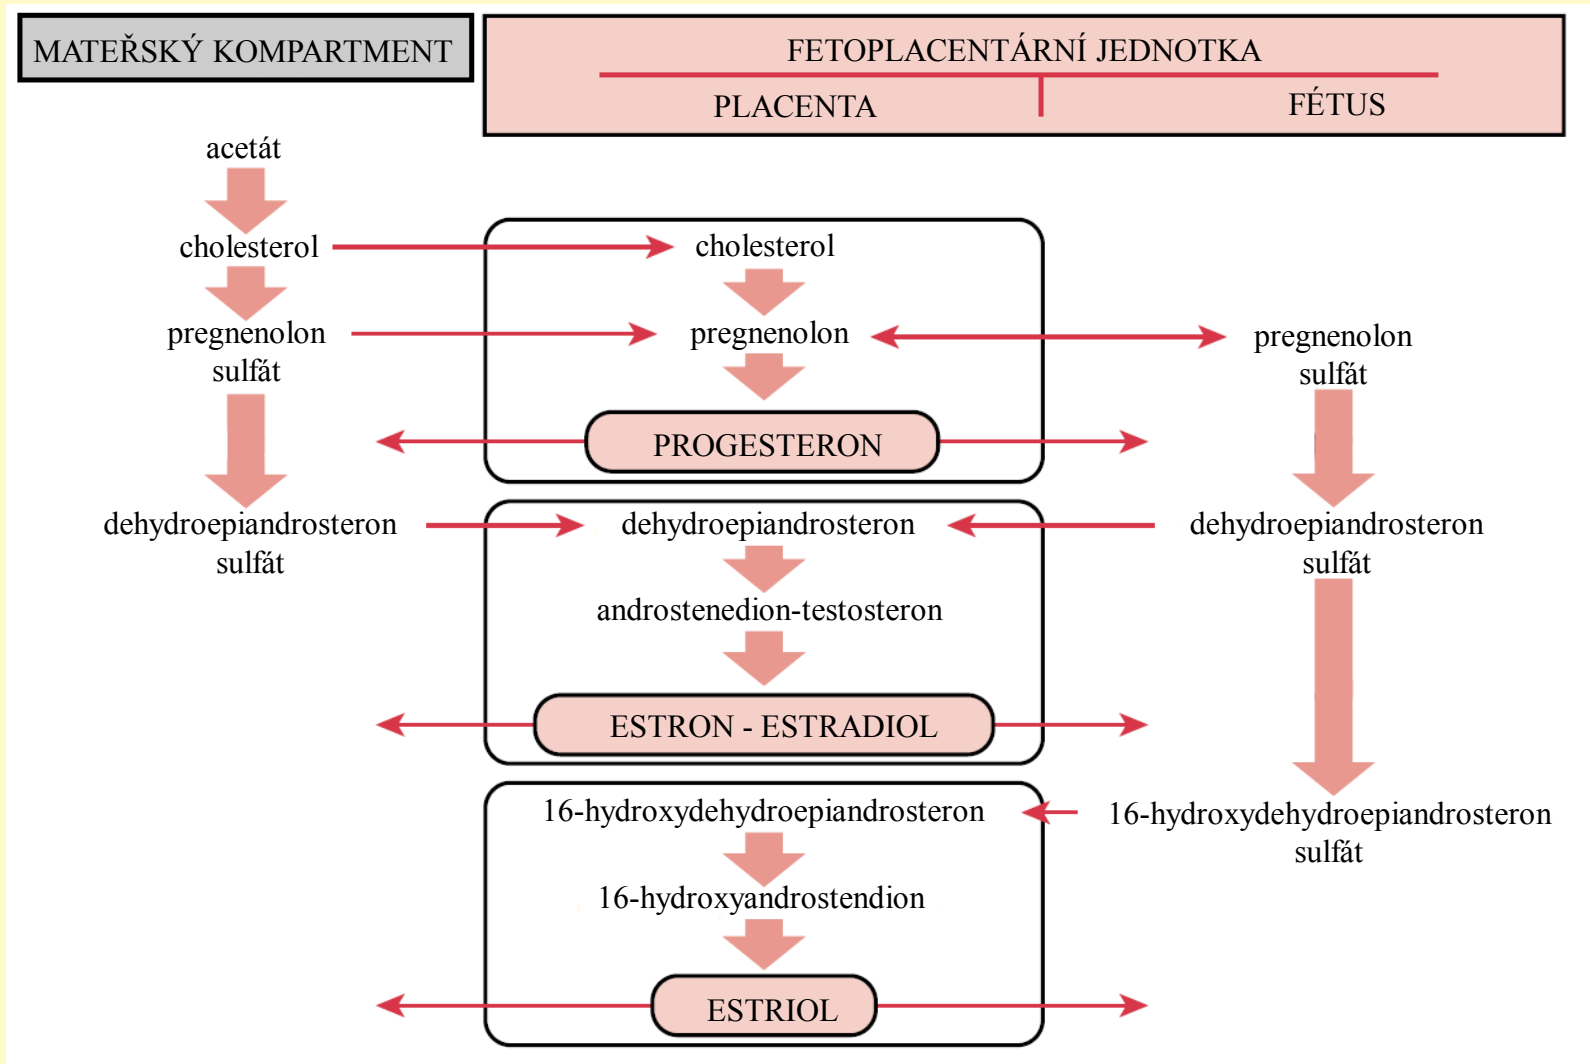 MATEŘSKÝ KOMPARTMENT
FETOPLACENTÁRNÍ JEDNOTKA
PLACENTA
FÉTUS
acetát
cholesterol
pregnenolon
sulfát
dehydroepiandrosteron
sulfát
cholesterol
pregnenolon
PROGESTERON
dehydroepiandrosteron
androstenedion-testosteron
ESTRON - ESTRADIOL
16-hydroxydehydroepiandrosteron
16-hydroxyandrostendion
ESTRIOL
pregnenolon
sulfát
dehydroepiandrosteron
sulfát
16-hydroxydehydroepiandrosteron
sulfát